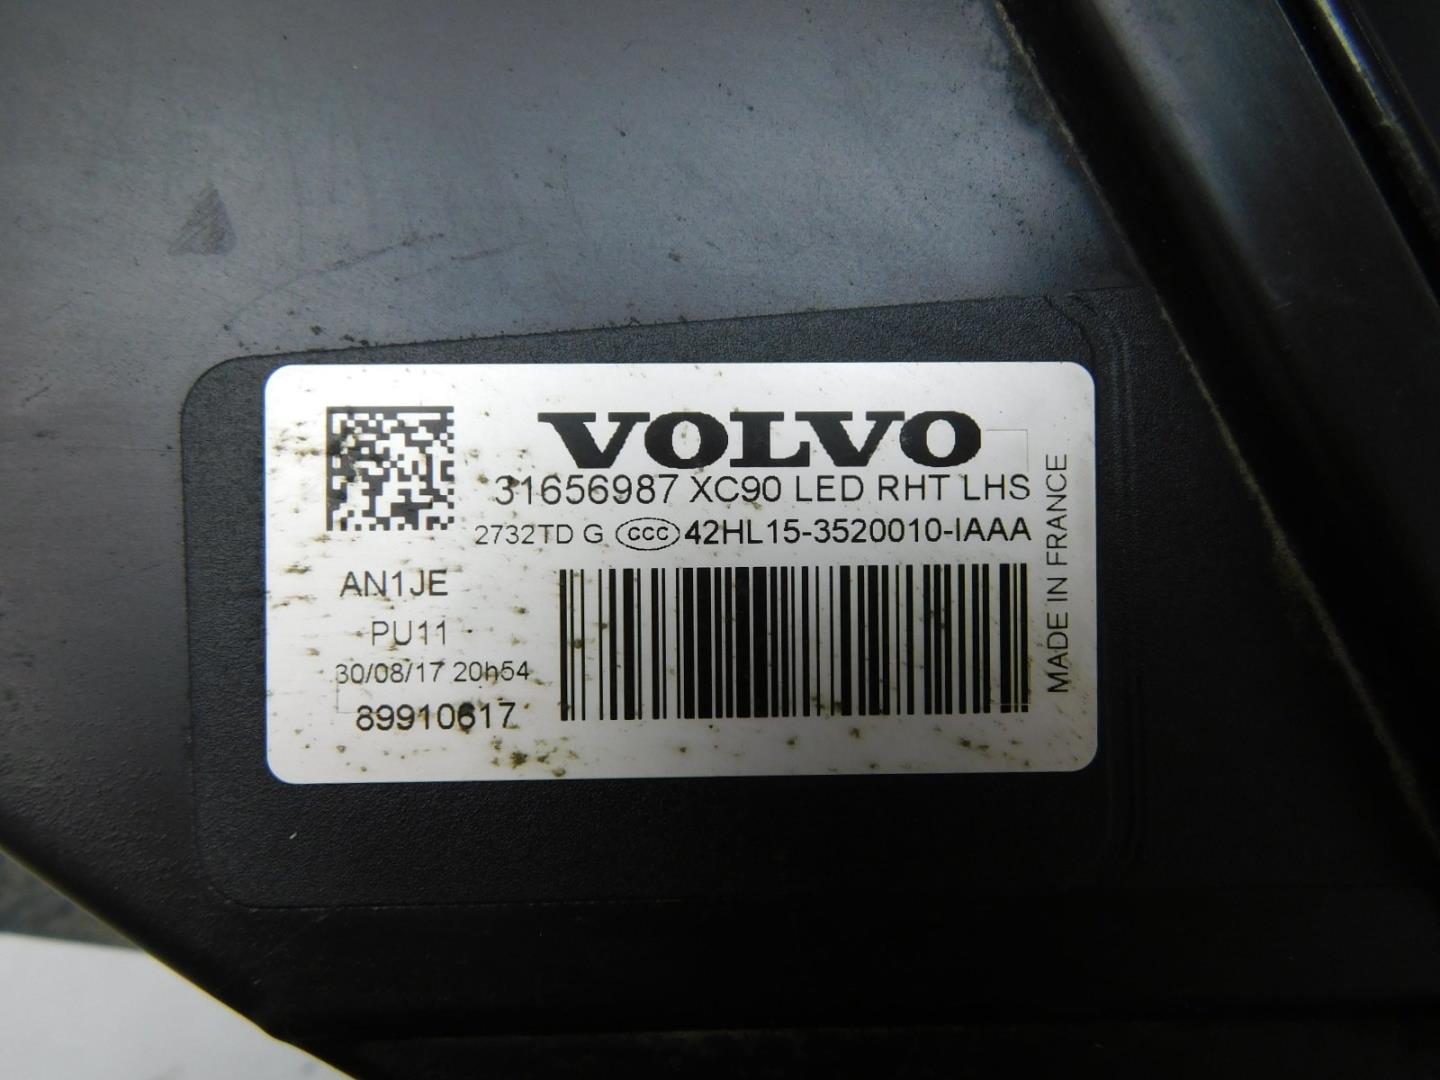 VOLVO
31656987 XC90 LED RHT LHS
2732TD G CCC 42HL15-3520010-IAAA
AN1JE
PU11
30/08/17 20h54
89910617
MADE IN FRANCE